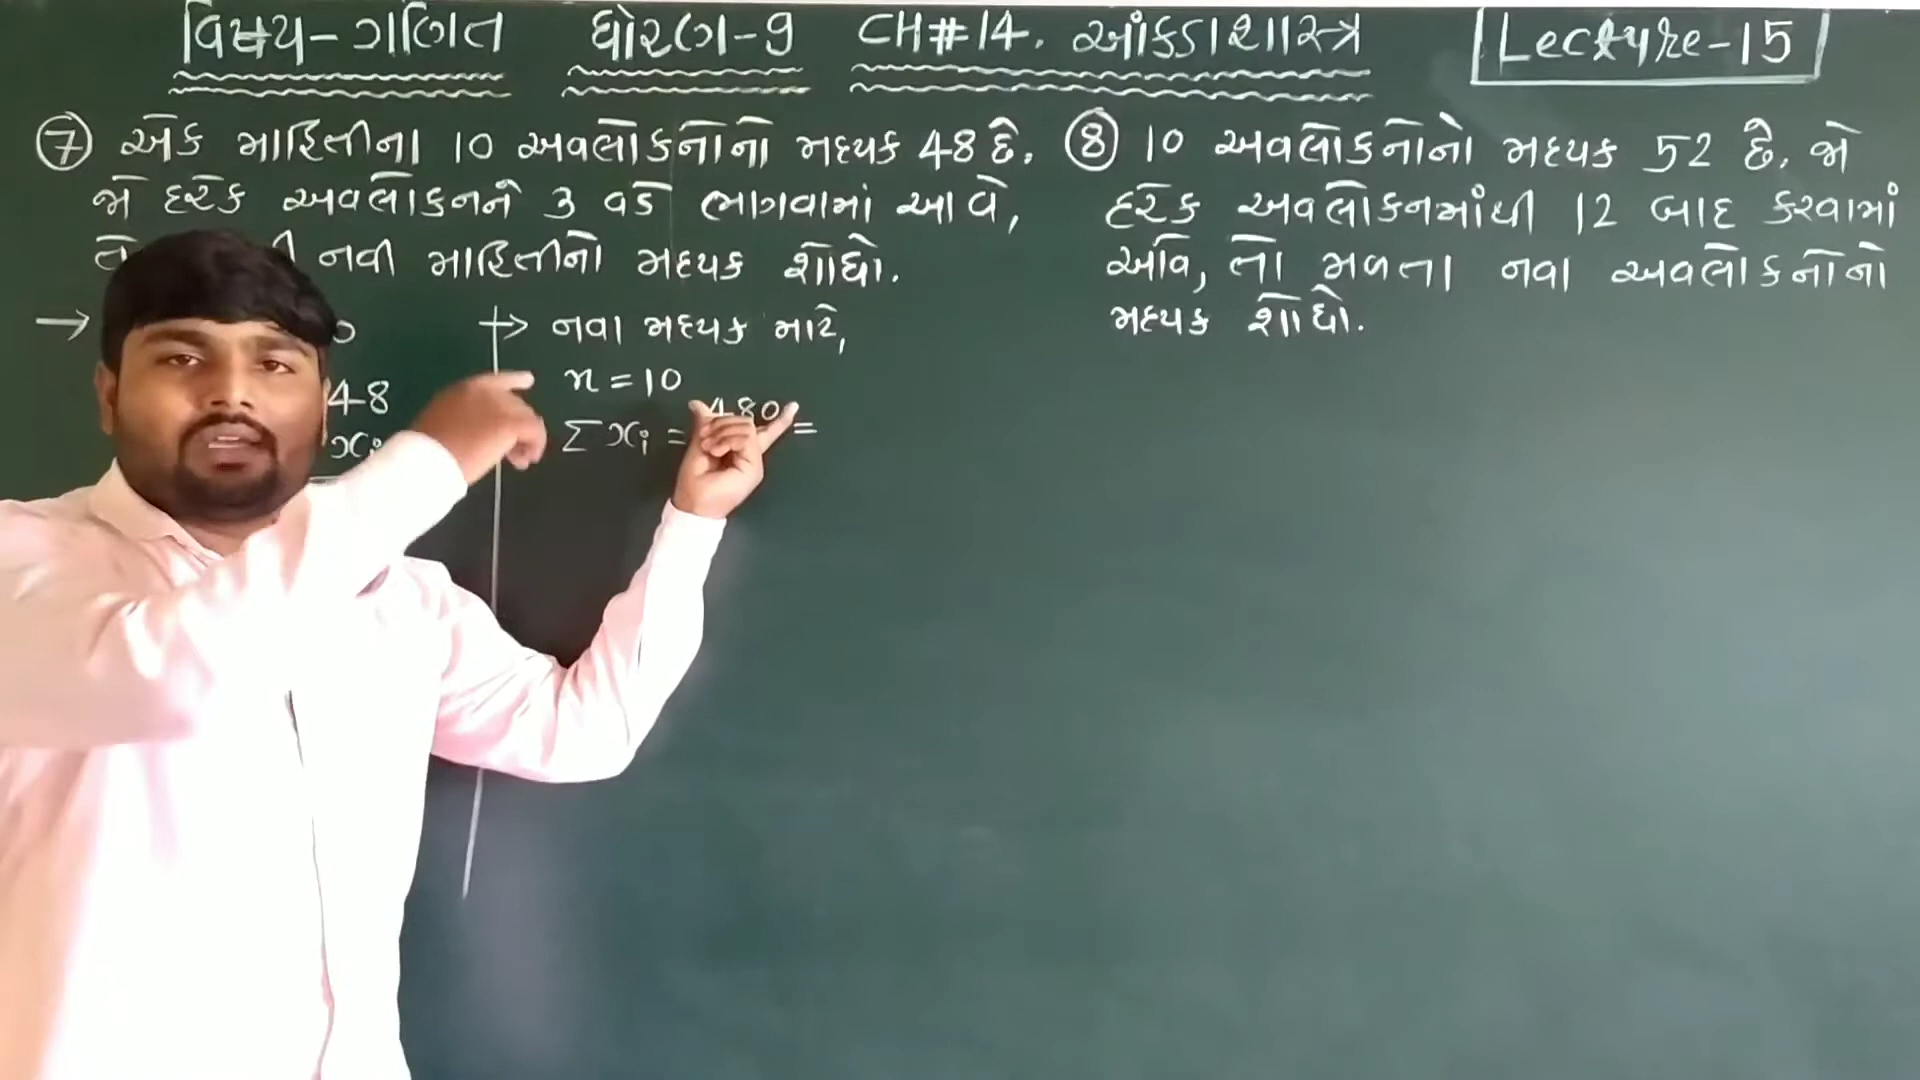 વિષય - ગણિત ધોરણ - 9 CH # 14. આંકડાશાસ્ત્ર Lecture - 15
⑦ એક માહિતીના 10 અવલોકનોનો મધ્યક 48 છે.
જો દરેક અવલોકનને 3 વડે ભાગવામાં આવે,
નવી માહિતીનો મધ્યક શોધો.
→
48
xi
→ નવા મધ્યક માટે,
n = 10
Σxi = 480 =
⑧ 10 અવલોકનોનો મધ્યક 52 છે. જો
દરેક અવલોકનમાંથી 12 બાદ કરવામાં
આવે, તો મળતા નવા અવલોકનોનો
મધ્યક શોધો.